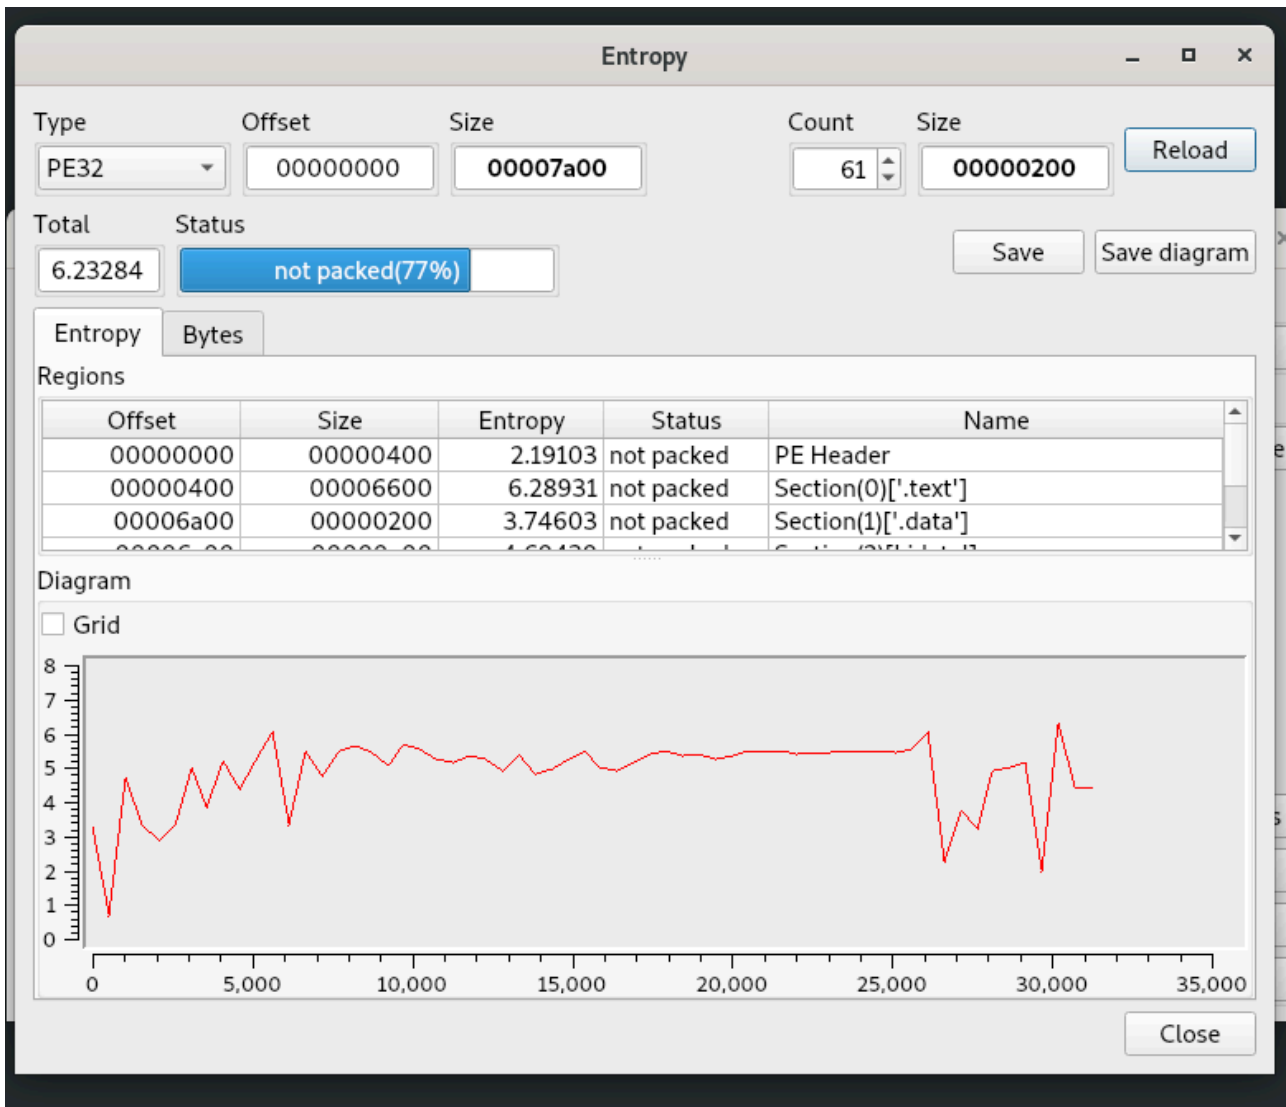 Entropy
Type Offset Size Count Size
PE32 00000000 00007a00 61 00000200 Reload
Total Status
6.23284 not packed(77%) Save Save diagram
Entropy Bytes
Regions
Offset Size Entropy Status Name
00000000 00000400 2.19103 not packed PE Header
00000400 00006600 6.28931 not packed Section(0)['.text']
00006a00 00000200 3.74603 not packed Section(1)['.data']
Diagram
Grid
8
7
6
5
4
3
2
1
0
0 5,000 10,000 15,000 20,000 25,000 30,000 35,000
Close